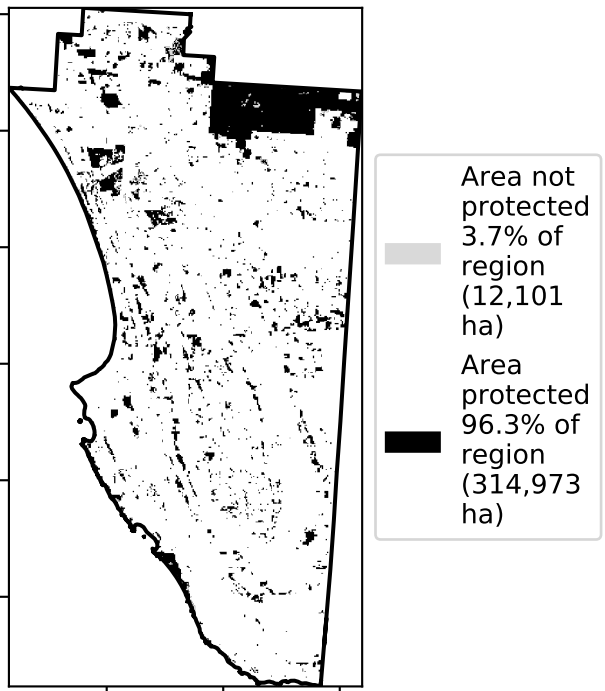 Area not
protected
3.7% of
region
(12,101
ha)
Area
protected
96.3% of
region
(314,973
ha)